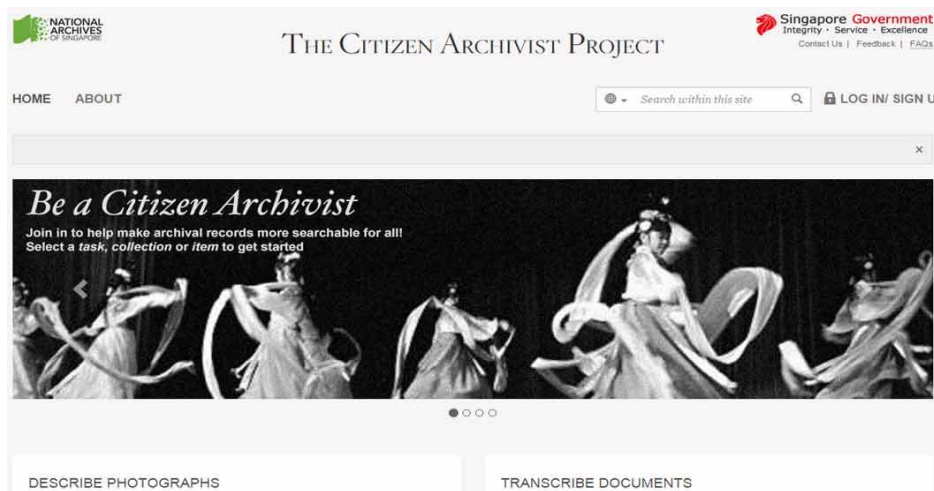 NATIONAL
ARCHIVES
OF SINGAPORE
THE CITIZEN ARCHIVIST PROJECT
Singapore Government
Integrity · Service · Excellence
Contact Us | Feedback | FAQs
HOME ABOUT
Search within this site
LOG IN/ SIGN U
×
Be a Citizen Archivist
Join in to help make archival records more searchable for all!
Select a task, collection or item to get started
DESCRIBE PHOTOGRAPHS
TRANSCRIBE DOCUMENTS